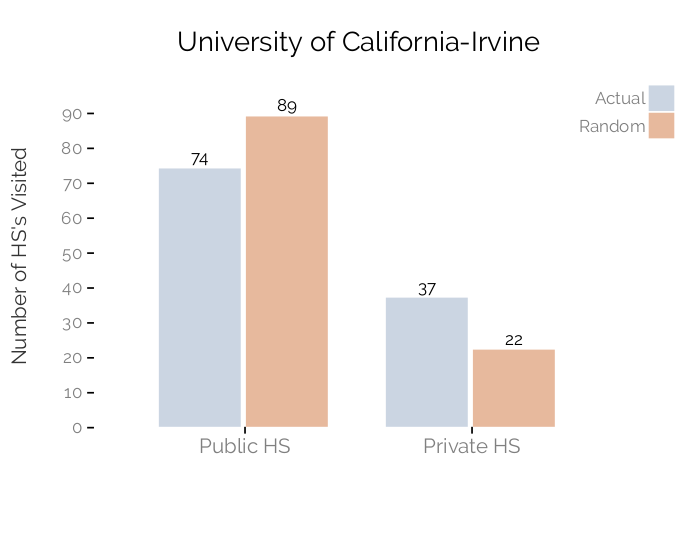 University of California-Irvine
Actual
Random
Number of HS's Visited
90
80
70
60
50
40
30
20
10
0
74
89
37
22
Public HS
Private HS